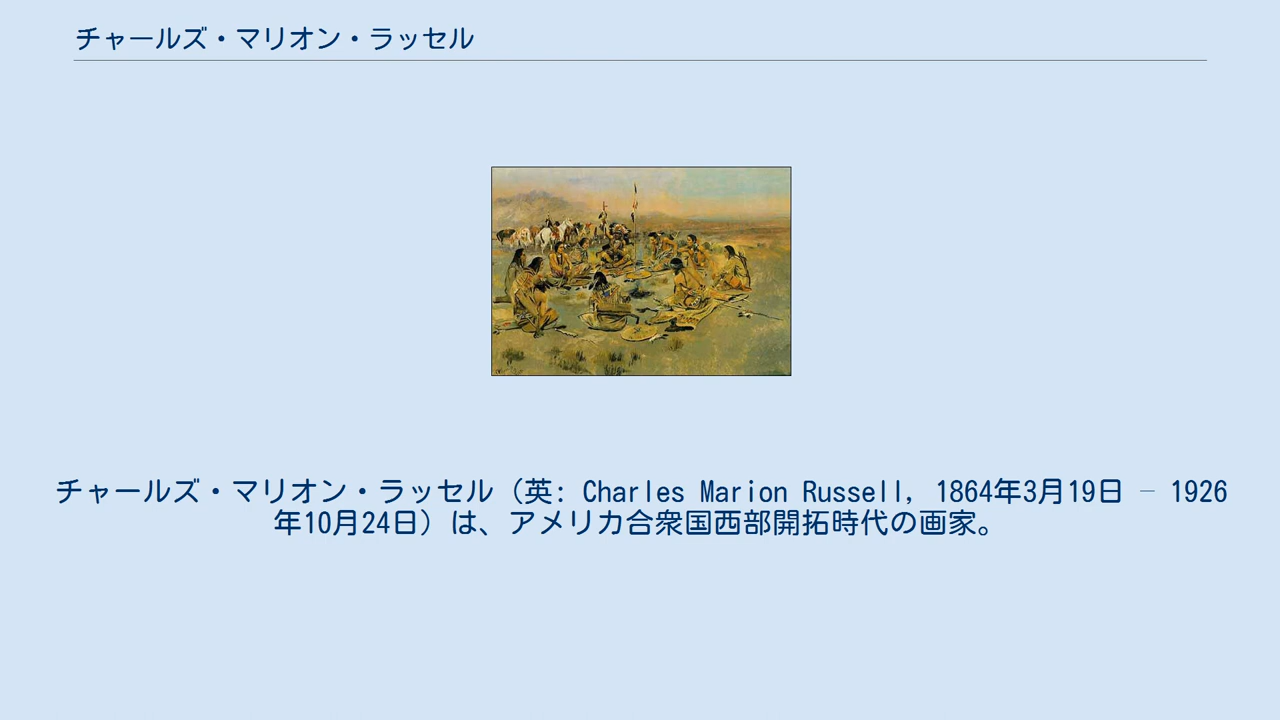 チャールズ・マリオン・ラッセル
チャールズ・マリオン・ラッセル（英: Charles Marion Russell, 1864年3月19日 – 1926
年10月24日）は、アメリカ合衆国西部開拓時代の画家。